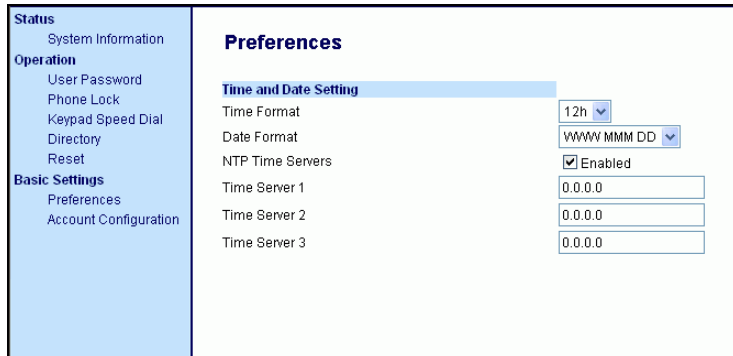 Status
System Information
Operation
User Password
Phone Lock
Keypad Speed Dial
Directory
Reset
Basic Settings
Preferences
Account Configuration
Preferences
Time and Date Setting
Time Format 12h
Date Format WWW MMM DD
NTP Time Servers Enabled
Time Server 1 0.0.0.0
Time Server 2 0.0.0.0
Time Server 3 0.0.0.0